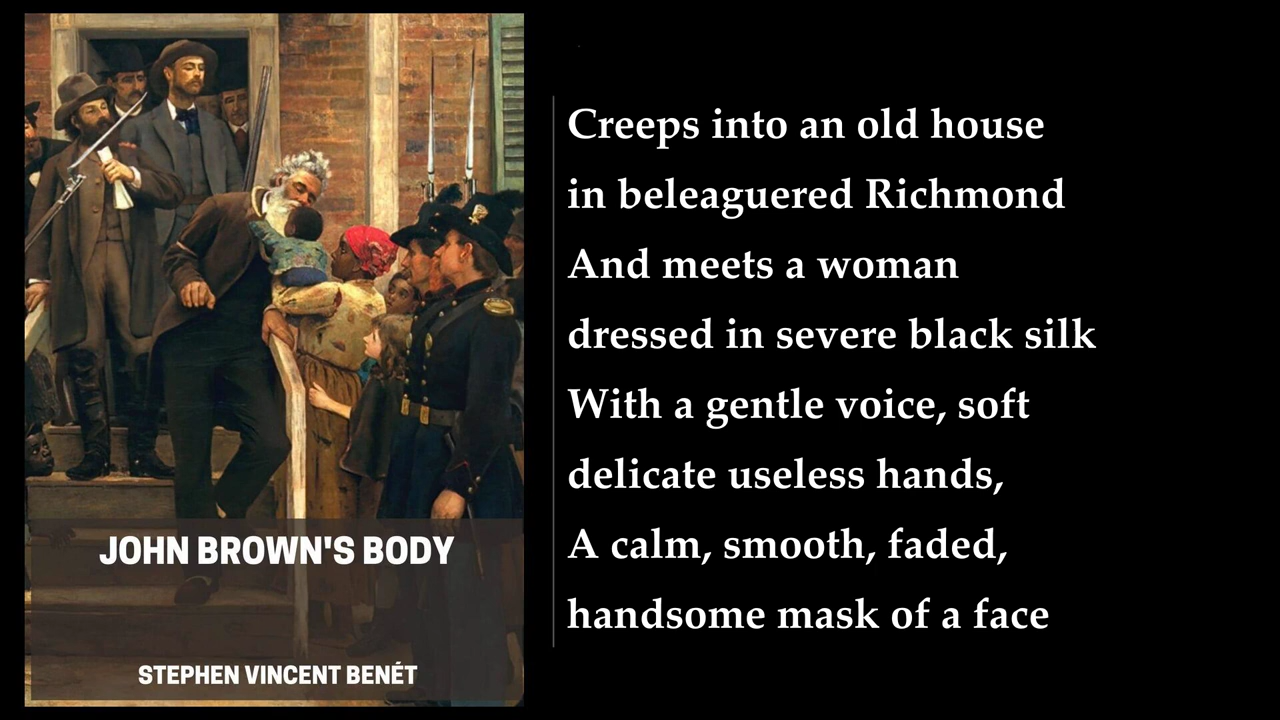 JOHN BROWN'S BODY
STEPHEN VINCENT BENÉT
Creeps into an old house
in beleaguered Richmond
And meets a woman
dressed in severe black silk
With a gentle voice, soft
delicate useless hands,
A calm, smooth, faded,
handsome mask of a face